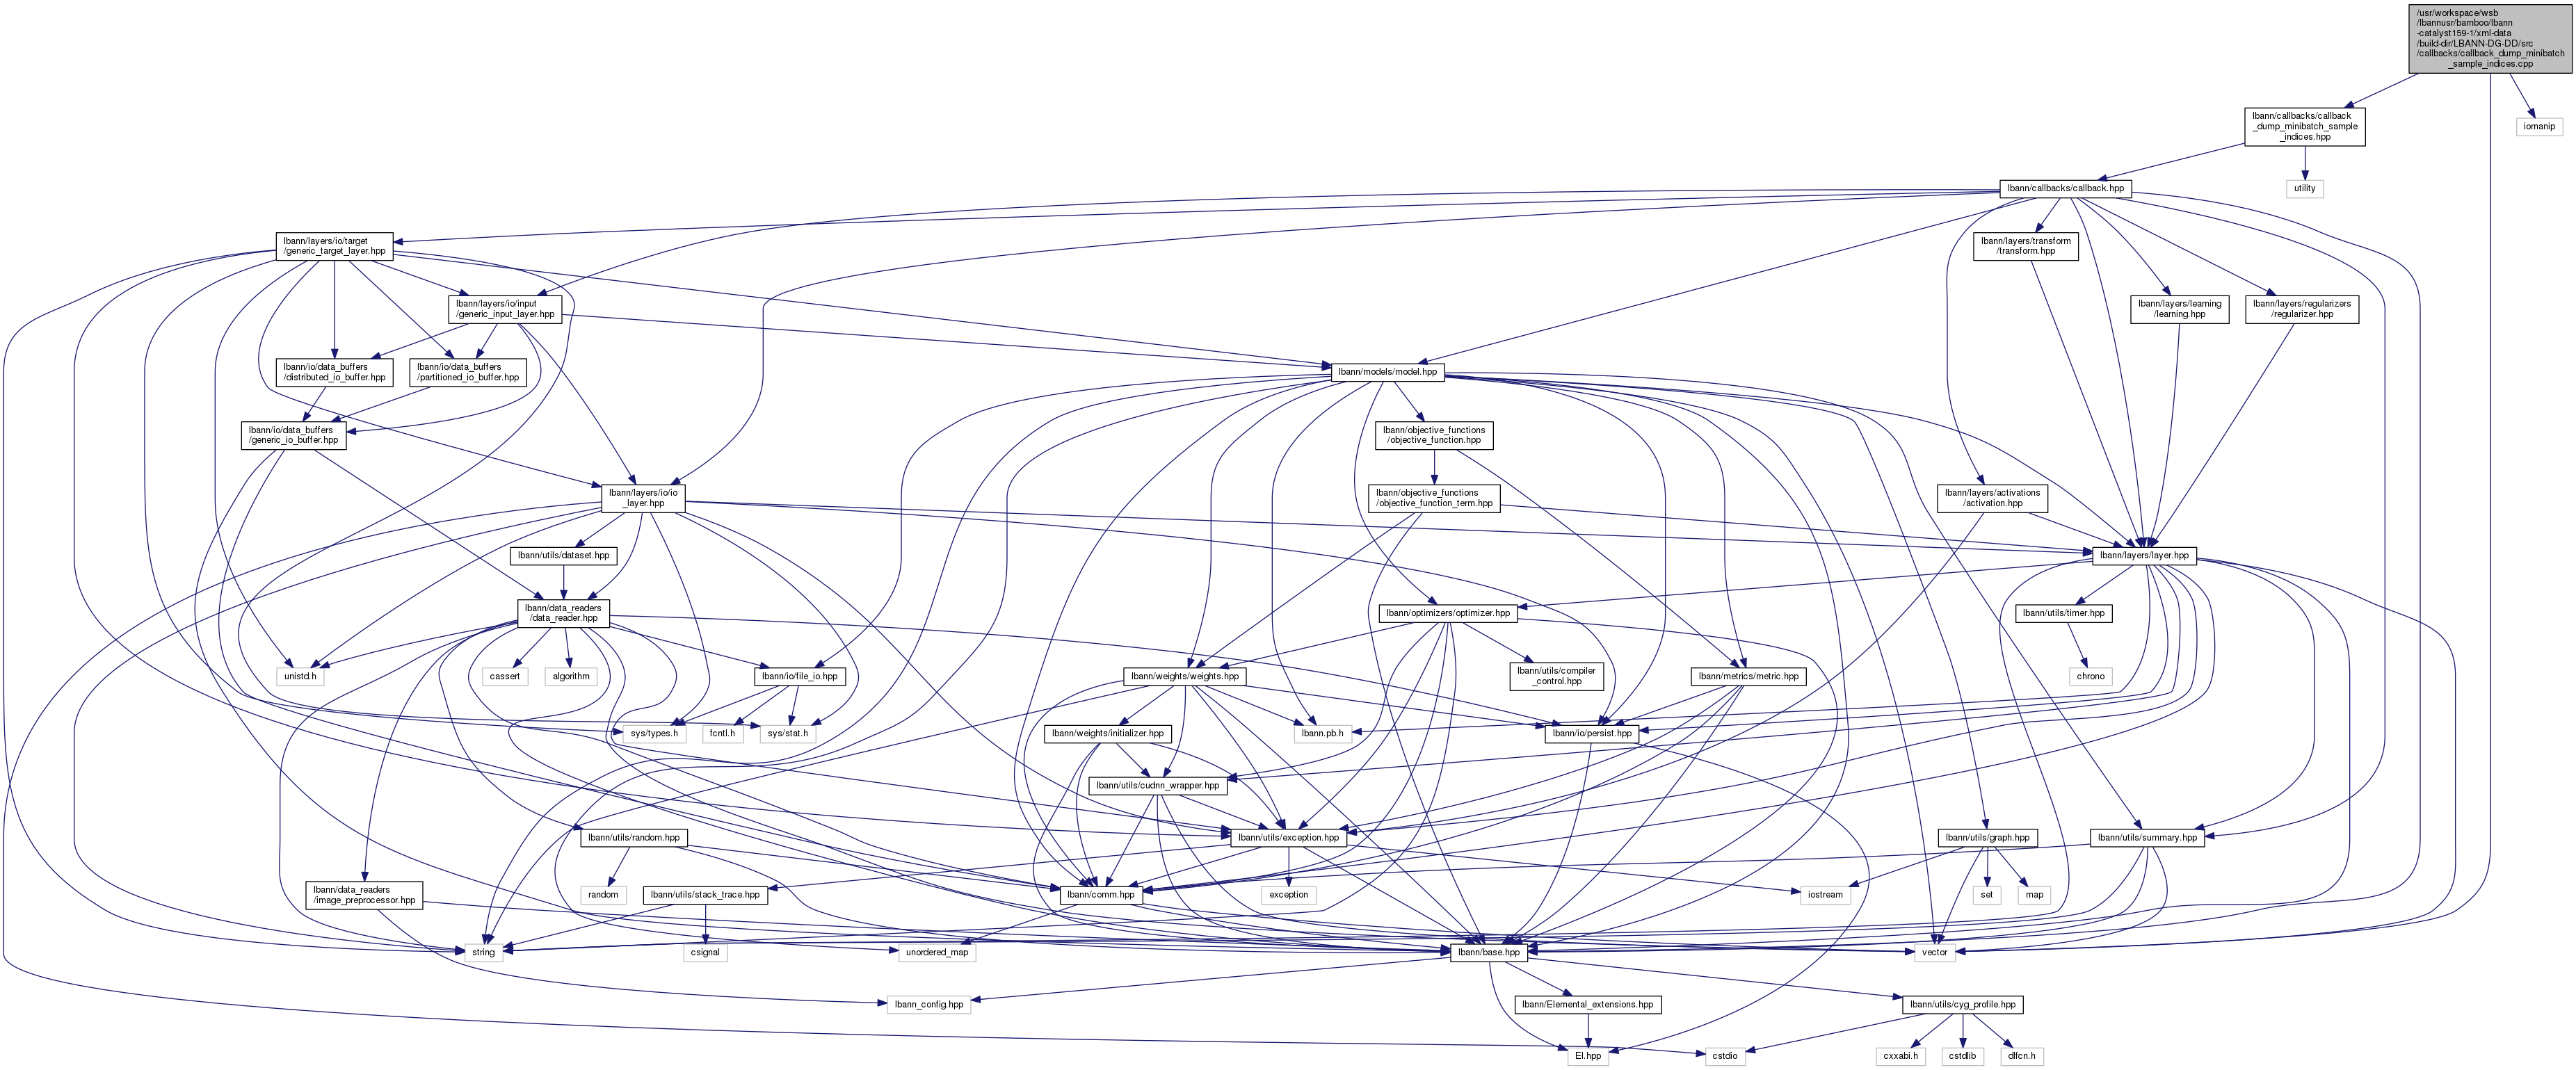 /usr/workspace/wsb
/lbannusr/bamboo/lbann
-catalyst159-1/xml-data
/build-dir/LBANN-DG-DD/src
/callbacks/callback_dump_minibatch
_sample_indices.cpp
lbann/callbacks/callback
_dump_minibatch_sample
_indices.hpp
iomanip
lbann/callbacks/callback.hpp
utility
lbann/layers/io/target
/generic_target_layer.hpp
lbann/layers/transform
/transform.hpp
lbann/layers/io/input
/generic_input_layer.hpp
lbann/layers/learning
/learning.hpp
lbann/layers/regularizers
/regularizer.hpp
lbann/io/data_buffers
/distributed_io_buffer.hpp
lbann/io/data_buffers
/partitioned_io_buffer.hpp
lbann/models/model.hpp
lbann/io/data_buffers
/generic_io_buffer.hpp
lbann/objective_functions
/objective_function.hpp
lbann/layers/io/io
_layer.hpp
lbann/objective_functions
/objective_function_term.hpp
lbann/layers/activations
/activation.hpp
lbann/utils/dataset.hpp
lbann/layers/layer.hpp
lbann/data_readers
/data_reader.hpp
lbann/optimizers/optimizer.hpp
lbann/utils/timer.hpp
unistd.h
cassert
algorithm
lbann/io/file_io.hpp
lbann/weights/weights.hpp
lbann/utils/compiler
_control.hpp
lbann/metrics/metric.hpp
chrono
sys/types.h
fcntl.h
sys/stat.h
lbann/weights/initializer.hpp
lbann.pb.h
lbann/io/persist.hpp
lbann/utils/cudnn_wrapper.hpp
lbann/utils/random.hpp
lbann/utils/exception.hpp
lbann/utils/graph.hpp
lbann/utils/summary.hpp
lbann/data_readers
/image_preprocessor.hpp
random
lbann/utils/stack_trace.hpp
lbann/comm.hpp
exception
iostream
set
map
string
csignal
unordered_map
lbann/base.hpp
vector
lbann_config.hpp
lbann/Elemental_extensions.hpp
lbann/utils/cyg_profile.hpp
El.hpp
cstdio
cxxabi.h
cstdlib
dlfcn.h